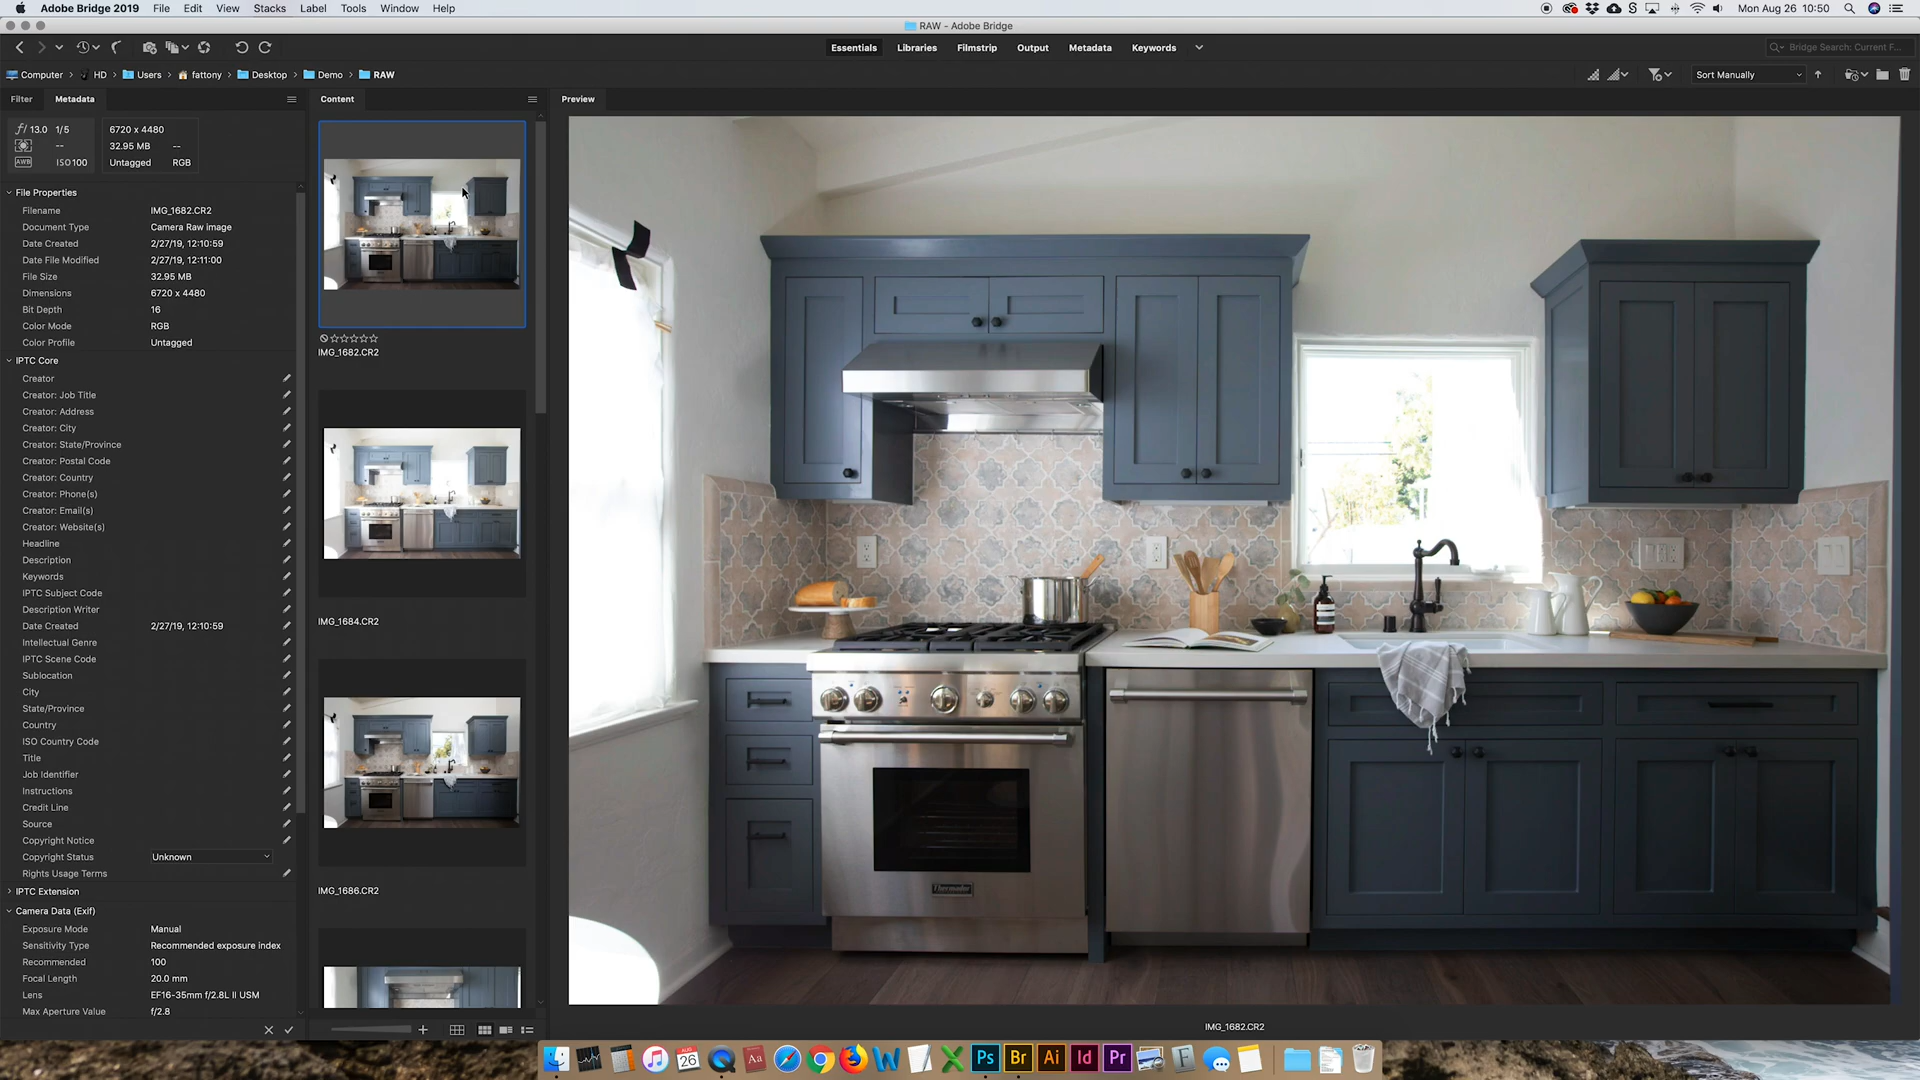 Adobe Bridge 2019 File Edit View Stacks Label Tools Window Help Mon Aug 26 10:50
RAW - Adobe Bridge
Essentials Libraries Filmstrip Output Metadata Keywords Bridge Search: Current F...
Computer HD Users fattony Desktop Demo RAW Sort Manually
Filter Metadata Content Preview
f/ 13.0 1/5 6720 x 4480
-- 32.95 MB --
AWB ISO100 Untagged RGB
File Properties
Filename IMG_1682.CR2
Document Type Camera Raw image
Date Created 2/27/19, 12:10:59
Date File Modified 2/27/19, 12:11:00
File Size 32.95 MB
Dimensions 6720 x 4480
Bit Depth 16
Color Mode RGB
Color Profile Untagged
IPTC Core
Creator
Creator: Job Title
Creator: Address
Creator: City
Creator: State/Province
Creator: Postal Code
Creator: Country
Creator: Phone(s)
Creator: Email(s)
Creator: Website(s)
Headline
Description
Keywords
IPTC Subject Code
Description Writer
Date Created 2/27/19, 12:10:59
Intellectual Genre
IPTC Scene Code
Sublocation
City
State/Province
Country
ISO Country Code
Title
Job Identifier
Instructions
Credit Line
Source
Copyright Notice
Copyright Status Unknown
Rights Usage Terms
IPTC Extension
Camera Data (Exif)
Exposure Mode Manual
Sensitivity Type Recommended exposure index
Recommended 100
Focal Length 20.0 mm
Lens EF16-35mm f/2.8L II USM
Max Aperture Value f/2.8
IMG_1682.CR2
IMG_1684.CR2
IMG_1686.CR2
Thermador
IMG_1682.CR2
AUG 26 Aa W X Ps Br Ai Id Pr F